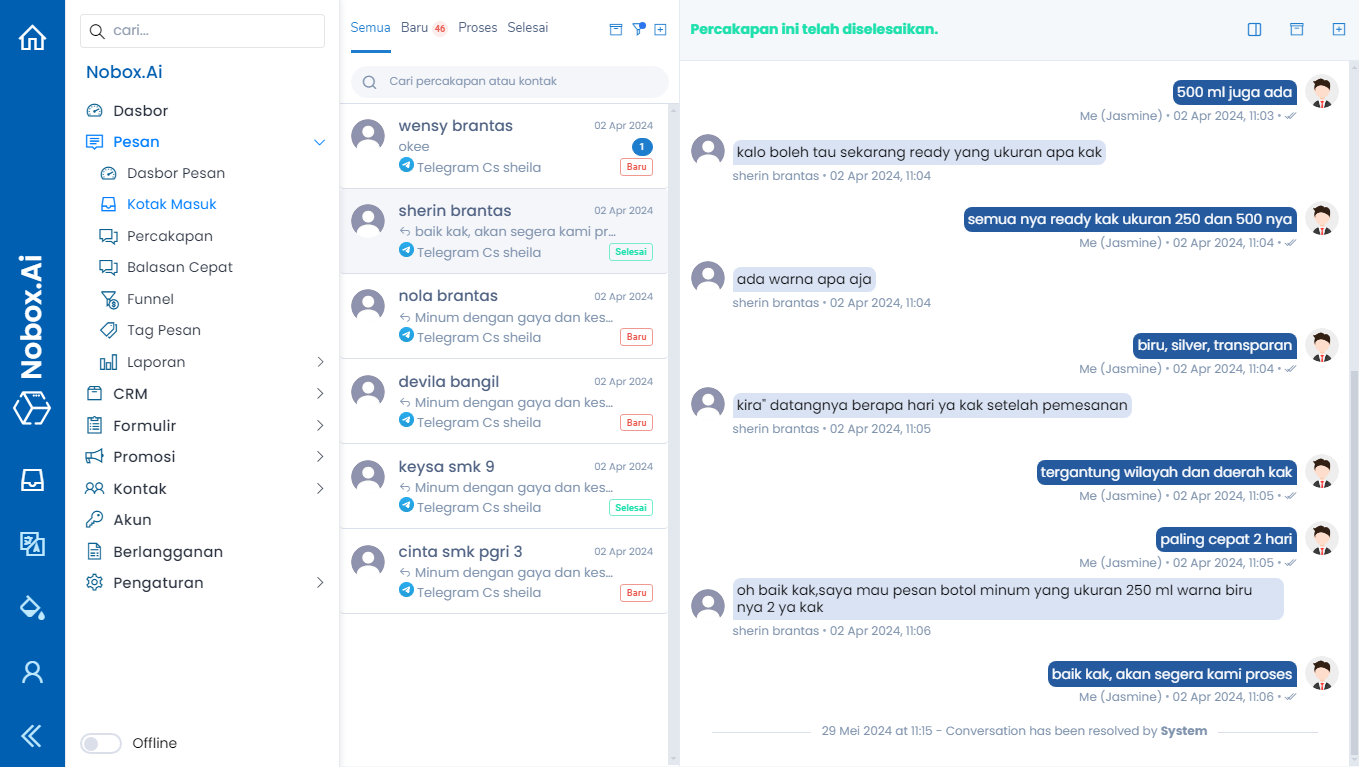 Nobox.Ai
cari...
Nobox.Ai
Dasbor
Pesan
Dasbor Pesan
Kotak Masuk
Percakapan
Balasan Cepat
Funnel
Tag Pesan
Laporan
CRM
Formulir
Promosi
Kontak
Akun
Berlangganan
Pengaturan
Offline
Semua Baru 46 Proses Selesai
Cari percakapan atau kontak
wensy brantas 02 Apr 2024
okee 1
Telegram Cs sheila Baru
sherin brantas 02 Apr 2024
baik kak, akan segera kami pr...
Telegram Cs sheila Selesai
nola brantas 02 Apr 2024
Minum dengan gaya dan kes...
Telegram Cs sheila Baru
devila bangil 02 Apr 2024
Minum dengan gaya dan kes...
Telegram Cs sheila Baru
keysa smk 9 02 Apr 2024
Minum dengan gaya dan kes...
Telegram Cs sheila Selesai
cinta smk pgri 3 02 Apr 2024
Minum dengan gaya dan kes...
Telegram Cs sheila Baru
Percakapan ini telah diselesaikan.
500 ml juga ada
Me (Jasmine) • 02 Apr 2024, 11:03 •
kalo boleh tau sekarang ready yang ukuran apa kak
sherin brantas • 02 Apr 2024, 11:04
semua nya ready kak ukuran 250 dan 500 nya
Me (Jasmine) • 02 Apr 2024, 11:04 •
ada warna apa aja
sherin brantas • 02 Apr 2024, 11:04
biru, silver, transparan
Me (Jasmine) • 02 Apr 2024, 11:04 •
kira" datangnya berapa hari ya kak setelah pemesanan
sherin brantas • 02 Apr 2024, 11:05
tergantung wilayah dan daerah kak
Me (Jasmine) • 02 Apr 2024, 11:05 •
paling cepat 2 hari
Me (Jasmine) • 02 Apr 2024, 11:05 •
oh baik kak,saya mau pesan botol minum yang ukuran 250 ml warna biru
nya 2 ya kak
sherin brantas • 02 Apr 2024, 11:06
baik kak, akan segera kami proses
Me (Jasmine) • 02 Apr 2024, 11:06 •
29 Mei 2024 at 11:15 - Conversation has been resolved by System